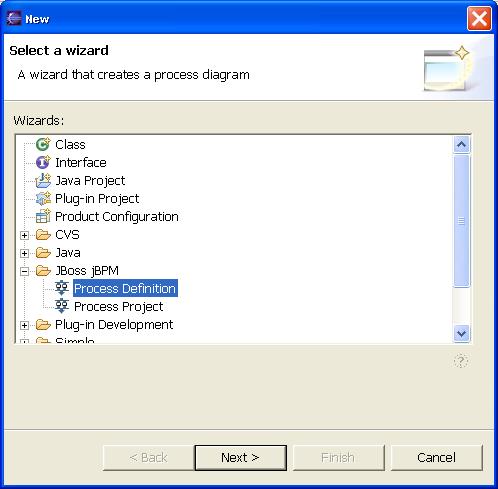 New
Select a wizard
A wizard that creates a process diagram
Wizards:
Class
Interface
Java Project
Plug-in Project
Product Configuration
CVS
Java
JBoss jBPM
Process Definition
Process Project
Plug-in Development
Simple
< Back
Next >
Finish
Cancel